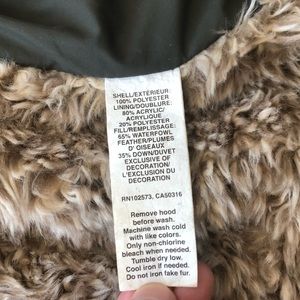 SHELL/EXTÉRIEUR:
100% POLYESTER
LINING/DOUBLURE:
80% ACRYLIC/
ACRYLIQUE
20% POLYESTER
FILL/REMPLISSAGE:
65% WATERFOWL
FEATHER/PLUMES
D' OISEAUX
35% DOWN/DUVET
EXCLUSIVE OF
DECORATION/
L'EXCLUSION DU
DECORATION
RN102573, CA50316
Remove hood
before wash.
Machine wash cold
with like colors.
Only non-chlorine
bleach when needed.
Tumble dry low.
Cool iron if needed.
Do not iron fake fur.